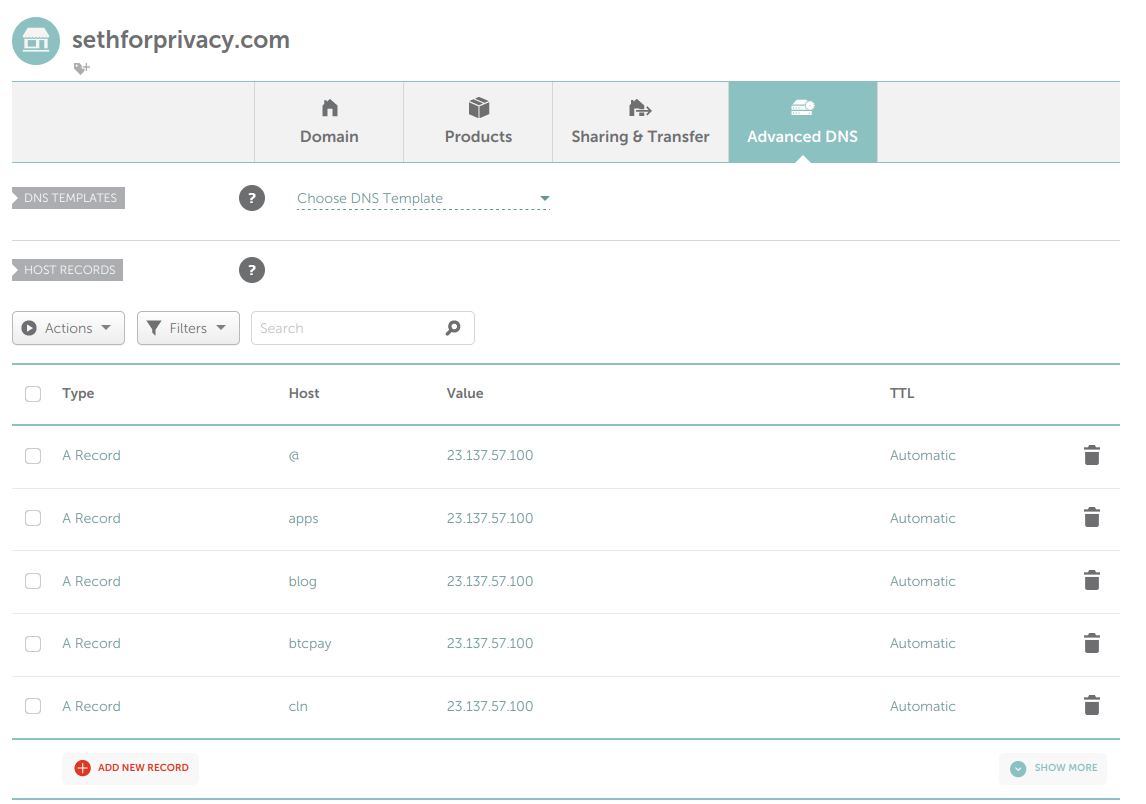 sethforprivacy.com
Domain Products Sharing & Transfer Advanced DNS
DNS TEMPLATES ? Choose DNS Template
HOST RECORDS ?
Actions Filters Search
Type Host Value TTL
A Record @ 23.137.57.100 Automatic
A Record apps 23.137.57.100 Automatic
A Record blog 23.137.57.100 Automatic
A Record btcpay 23.137.57.100 Automatic
A Record cln 23.137.57.100 Automatic
ADD NEW RECORD SHOW MORE